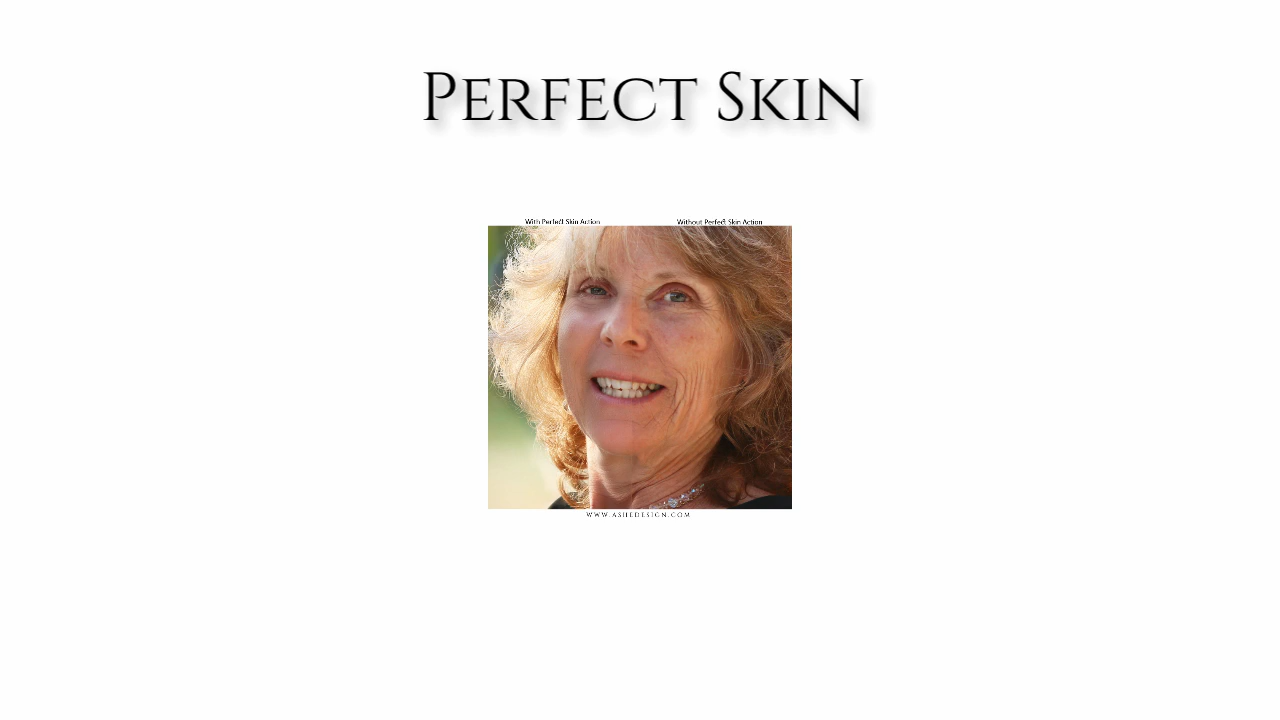 Perfect Skin
With Perfect Skin Action
Without Perfect Skin Action
WWW.ASHEDESIGN.COM